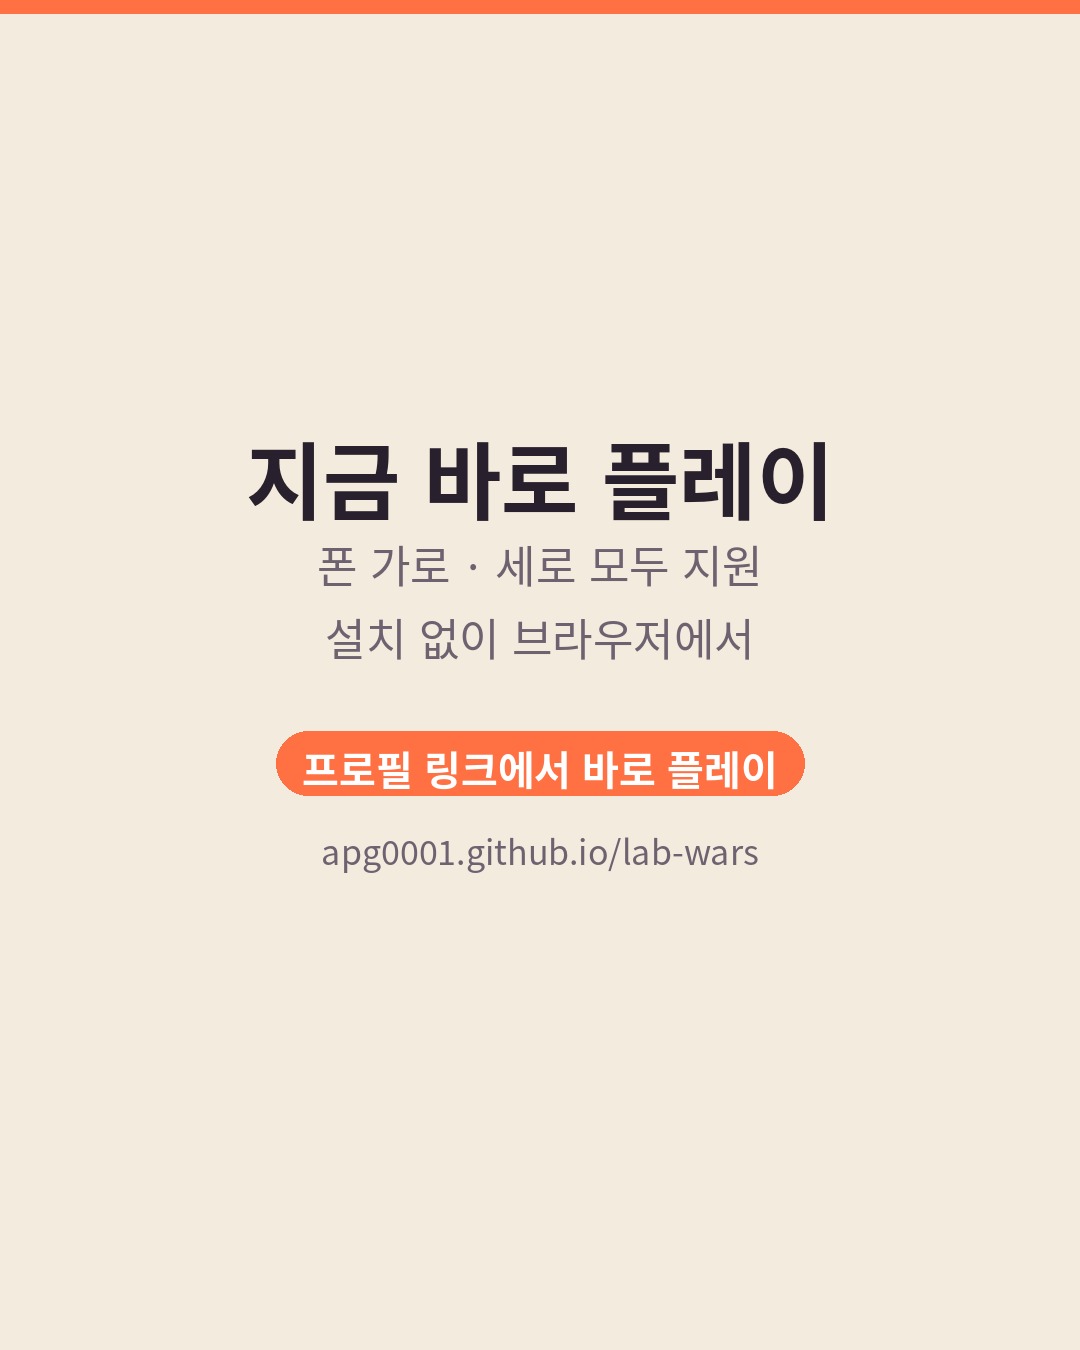 지금 바로 플레이
폰 가로 · 세로 모두 지원
설치 없이 브라우저에서
프로필 링크에서 바로 플레이
apg0001.github.io/lab-wars